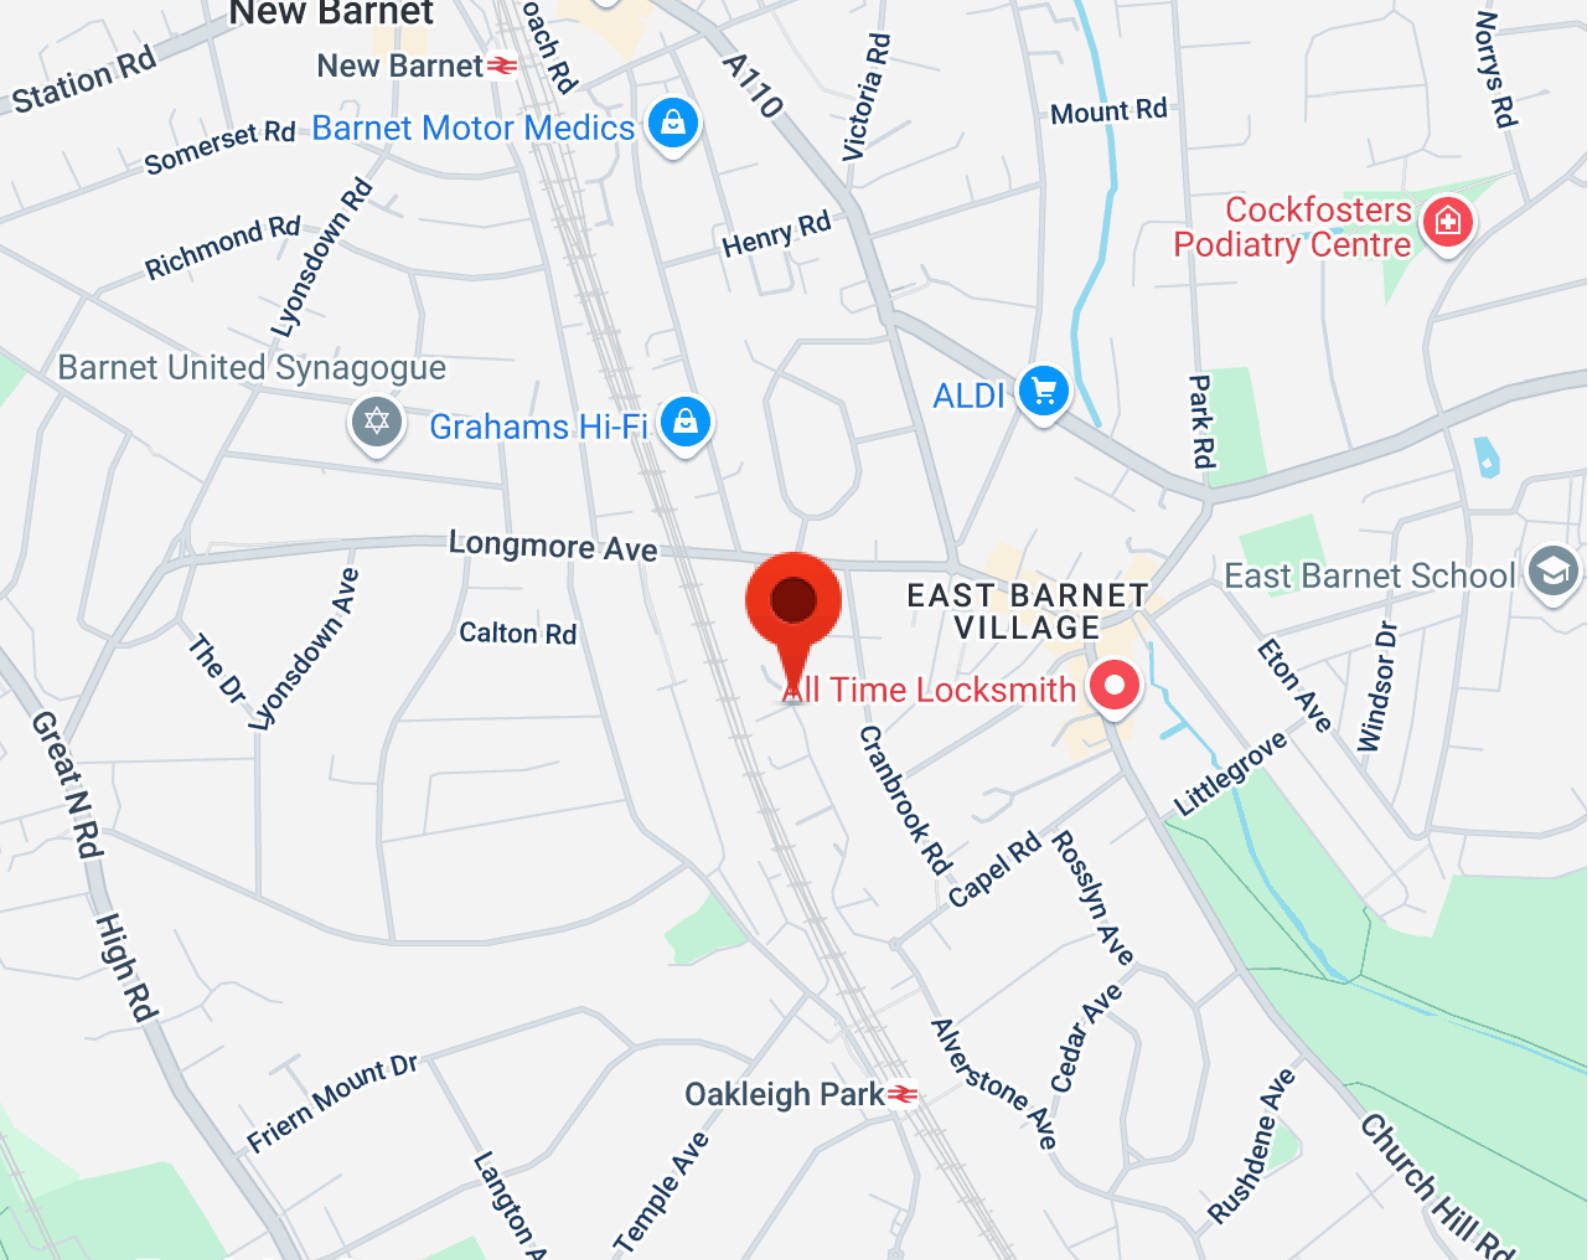 New Barnet
oach Rd
Station Rd
New Barnet
A110
Victoria Rd
Norrys Rd
Mount Rd
Somerset Rd
Barnet Motor Medics
Lyonsdown Rd
Richmond Rd
Henry Rd
Cockfosters
Podiatry Centre
Barnet United Synagogue
ALDI
Park Rd
Grahams Hi-Fi
Longmore Ave
EAST BARNET
VILLAGE
East Barnet School
Lyonsdown Ave
Calton Rd
The Dr
Eton Ave
Windsor Dr
All Time Locksmith
Great N Rd
Cranbrook Rd
Littlegrove
Capel Rd
Rosslyn Ave
High Rd
Cedar Ave
Alverstone Ave
Friern Mount Dr
Oakleigh Park
Rushdene Ave
Temple Ave
Langton A
Church Hill Rd